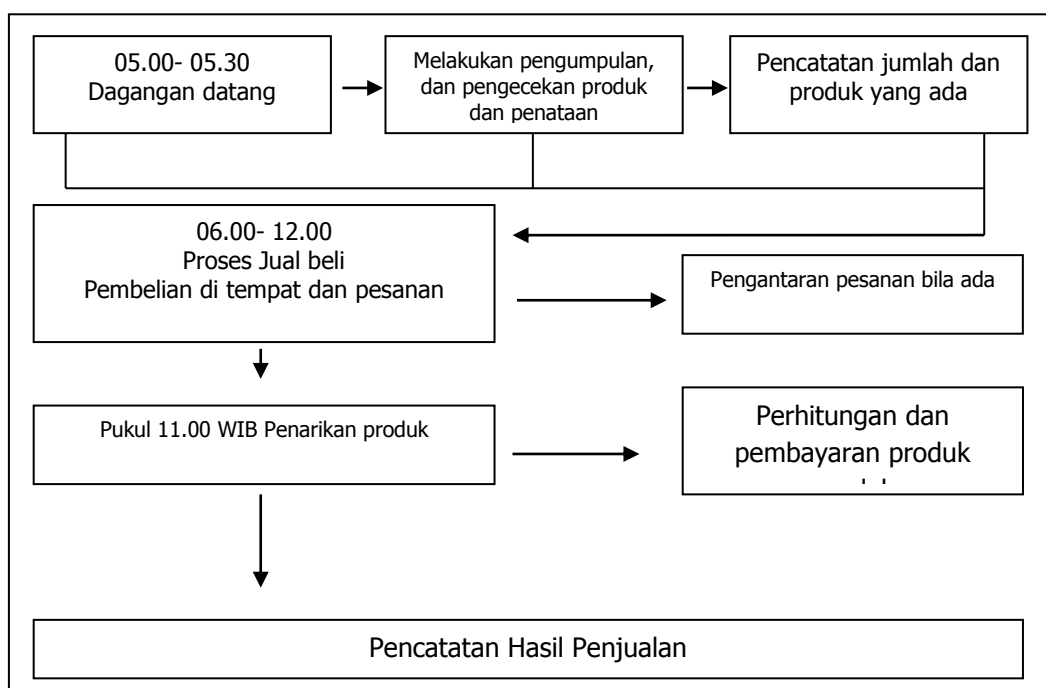 05.00- 05.30
Dagangan datang
Melakukan pengumpulan,
dan pengecekan produk
dan penataan
Pencatatan jumlah dan
produk yang ada
06.00- 12.00
Proses Jual beli
Pembelian di tempat dan pesanan
Pengantaran pesanan bila ada
Pukul 11.00 WIB Penarikan produk
Perhitungan dan
pembayaran produk
Pencatatan Hasil Penjualan